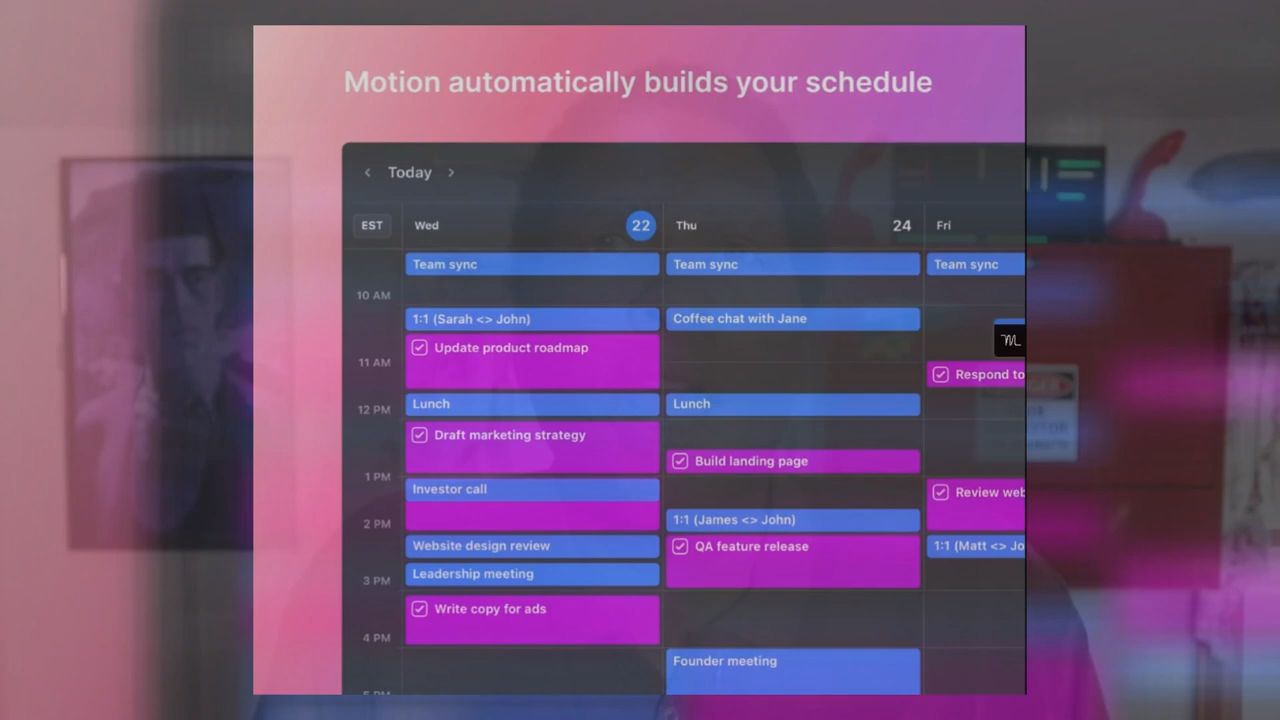 Motion automatically builds your schedule
Today
EST
Wed
22
Thu
24
Fri
Team sync
Team sync
Team sync
10 AM
1:1 (Sarah <> John)
Coffee chat with Jane
Update product roadmap
11 AM
Respond to
Lunch
Lunch
12 PM
Draft marketing strategy
Build landing page
1 PM
Investor call
Review web
1:1 (James <> John)
2 PM
Website design review
QA feature release
1:1 (Matt <> Jo
Leadership meeting
3 PM
Write copy for ads
4 PM
Founder meeting
5 PM